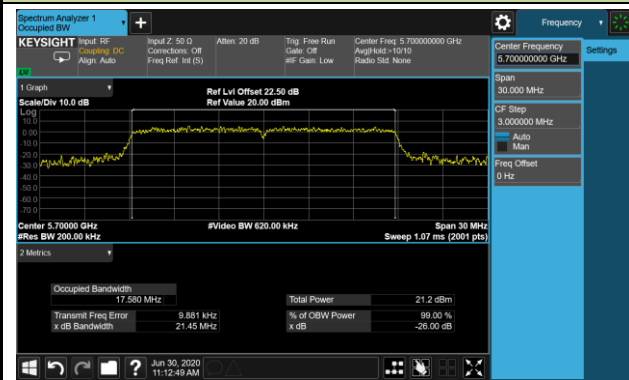 Spectrum Analyzer 1
Occupied BW
Frequency
KEYSIGHT
Input: RF
Coupling: DC
Align: Auto
Input Z: 50 Ω
Corrections: Off
Freq Ref: Int (S)
Atten: 20 dB
Trig: Free Run
Gate: Off
#IF Gain: Low
Center Freq: 5.700000000 GHz
Avg|Hold:>10/10
Radio Std: None
Center Frequency
5.700000000 GHz
Settings
Span
30.000 MHz
CF Step
3.000000 MHz
Auto
Man
Freq Offset
0 Hz
1 Graph
Scale/Div 10.0 dB
Ref Lvl Offset 22.50 dB
Ref Value 20.00 dBm
Log
10.0
0.00
-10.0
-20.0
-30.0
-40.0
-50.0
-60.0
-70.0
Center 5.70000 GHz
#Res BW 200.00 kHz
#Video BW 620.00 kHz
Span 30 MHz
Sweep 1.07 ms (2001 pts)
2 Metrics
Occupied Bandwidth
17.580 MHz
Total Power 21.2 dBm
Transmit Freq Error 9.881 kHz
% of OBW Power 99.00 %
x dB Bandwidth 21.45 MHz
x dB -26.00 dB
?
Jun 30, 2020
11:12:49 AM